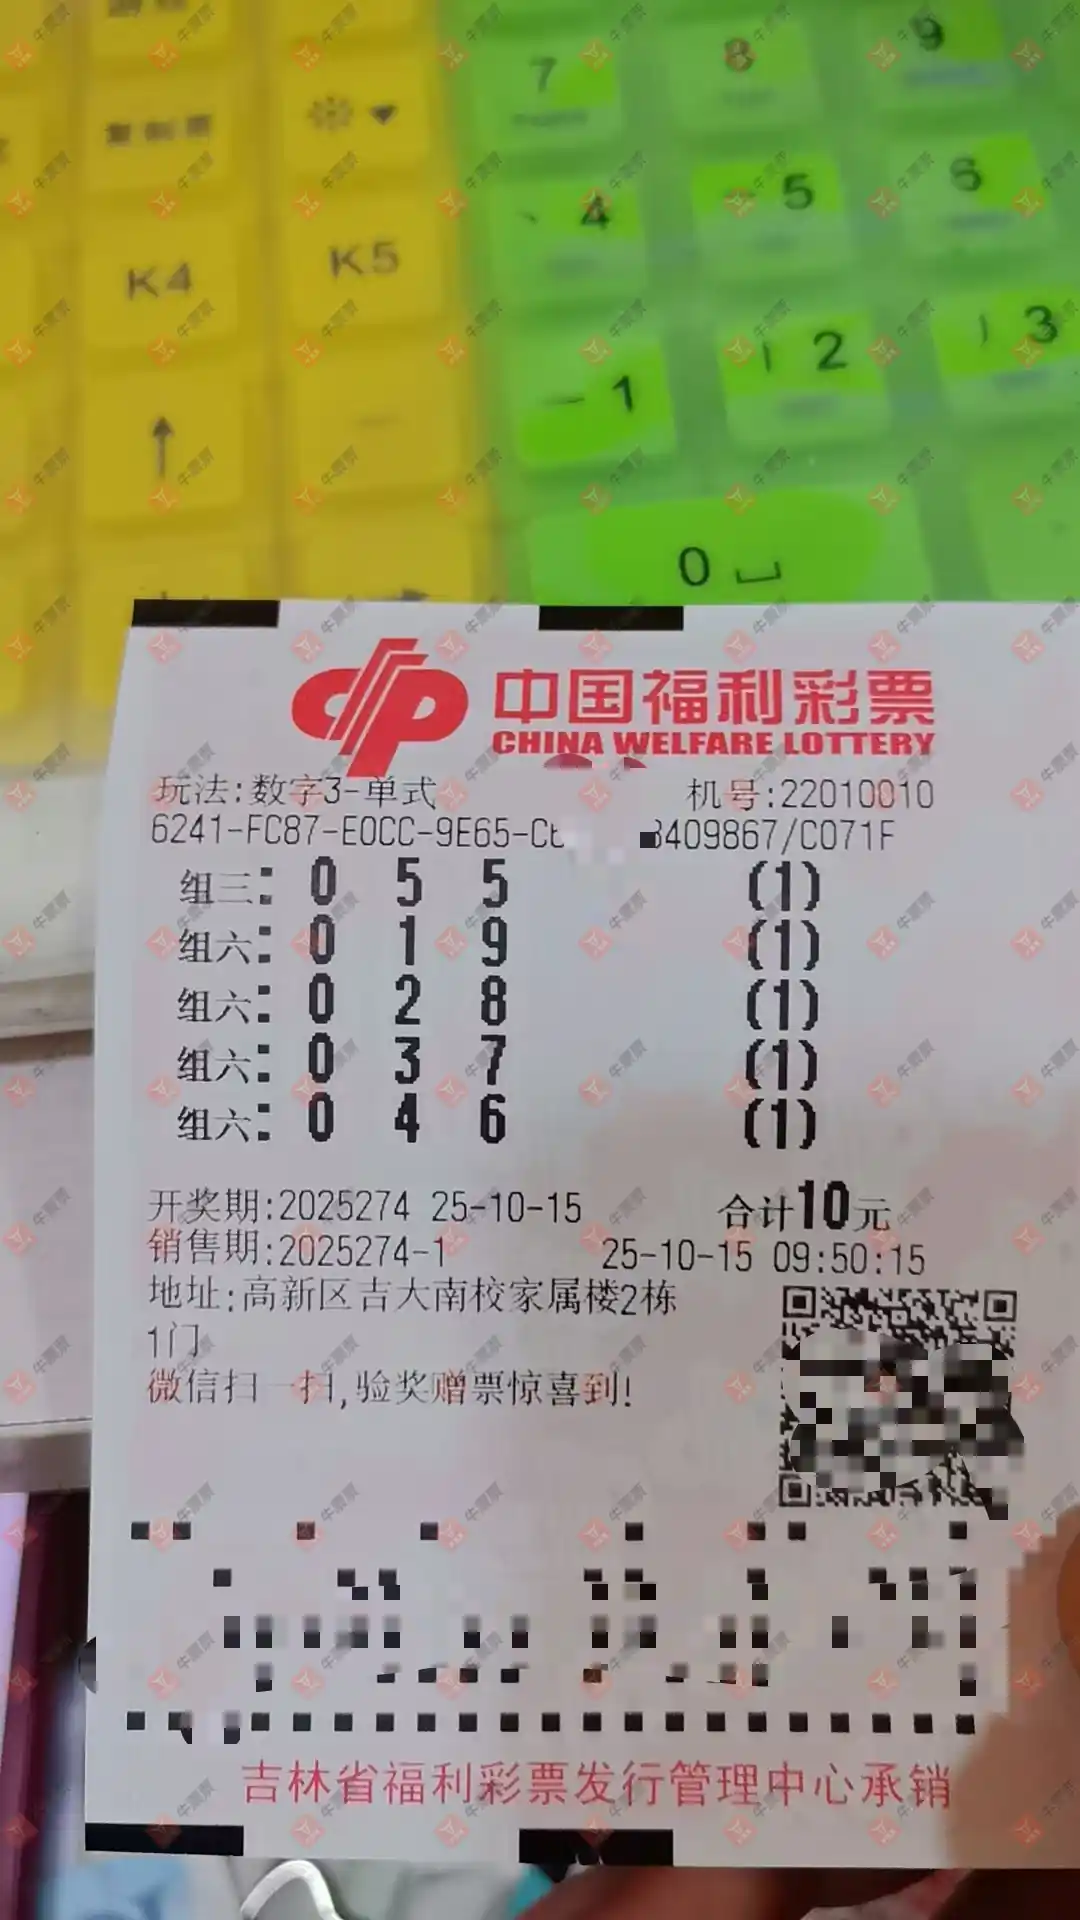 9
8
7
复制票
6
5
4
K5
K4
3
2
1
↑
0
中国福利彩票
CHINA WELFARE LOTTERY
玩法:数字3-单式 机号:22010010
6241-FC87-E0CC-9E65- 409867/C071F
组三: 0 5 5 (1)
组六: 0 1 9 (1)
组六: 0 2 8 (1)
组六: 0 3 7 (1)
组六: 0 4 6 (1)
开奖期:2025274 25-10-15 合计10元
销售期:2025274-1 25-10-15 09:50:15
地址:高新区吉大南校家属楼2栋
1门
微信扫一扫,验奖赠票惊喜到!
吉林省福利彩票发行管理中心承销
牛票票